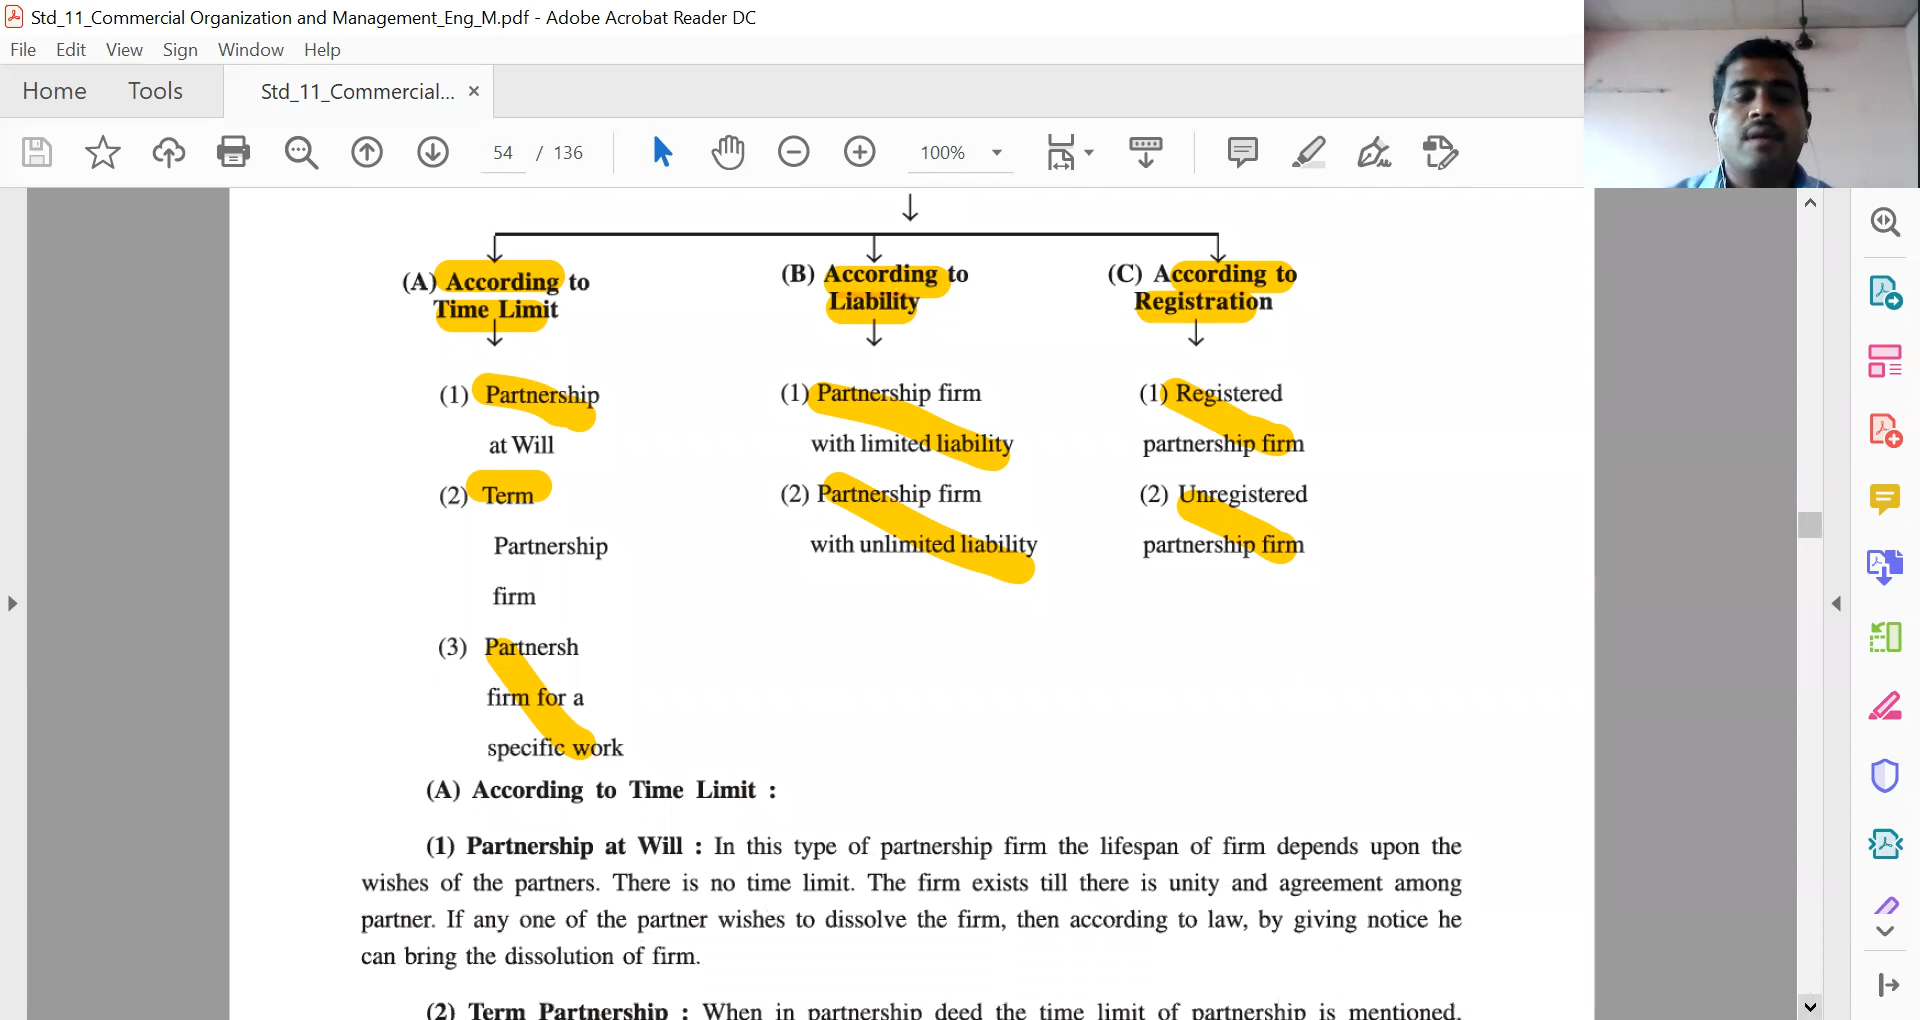 Std_11_Commercial Organization and Management_Eng_M.pdf - Adobe Acrobat Reader DC
File Edit View Sign Window Help
Home Tools Std_11_Commercial... ×
54 / 136 100%
(A) According to
Time Limit
(B) According to
Liability
(C) According to
Registration
(1) Partnership
at Will
(2) Term
Partnership
firm
(3) Partnersh
firm for a
specific work
(1) Partnership firm
with limited liability
(2) Partnership firm
with unlimited liability
(1) Registered
partnership firm
(2) Unregistered
partnership firm
(A) According to Time Limit :
(1) Partnership at Will : In this type of partnership firm the lifespan of firm depends upon the
wishes of the partners. There is no time limit. The firm exists till there is unity and agreement among
partner. If any one of the partner wishes to dissolve the firm, then according to law, by giving notice he
can bring the dissolution of firm.
(2) Term Partnership : When in partnership deed the time limit of partnership is mentioned,